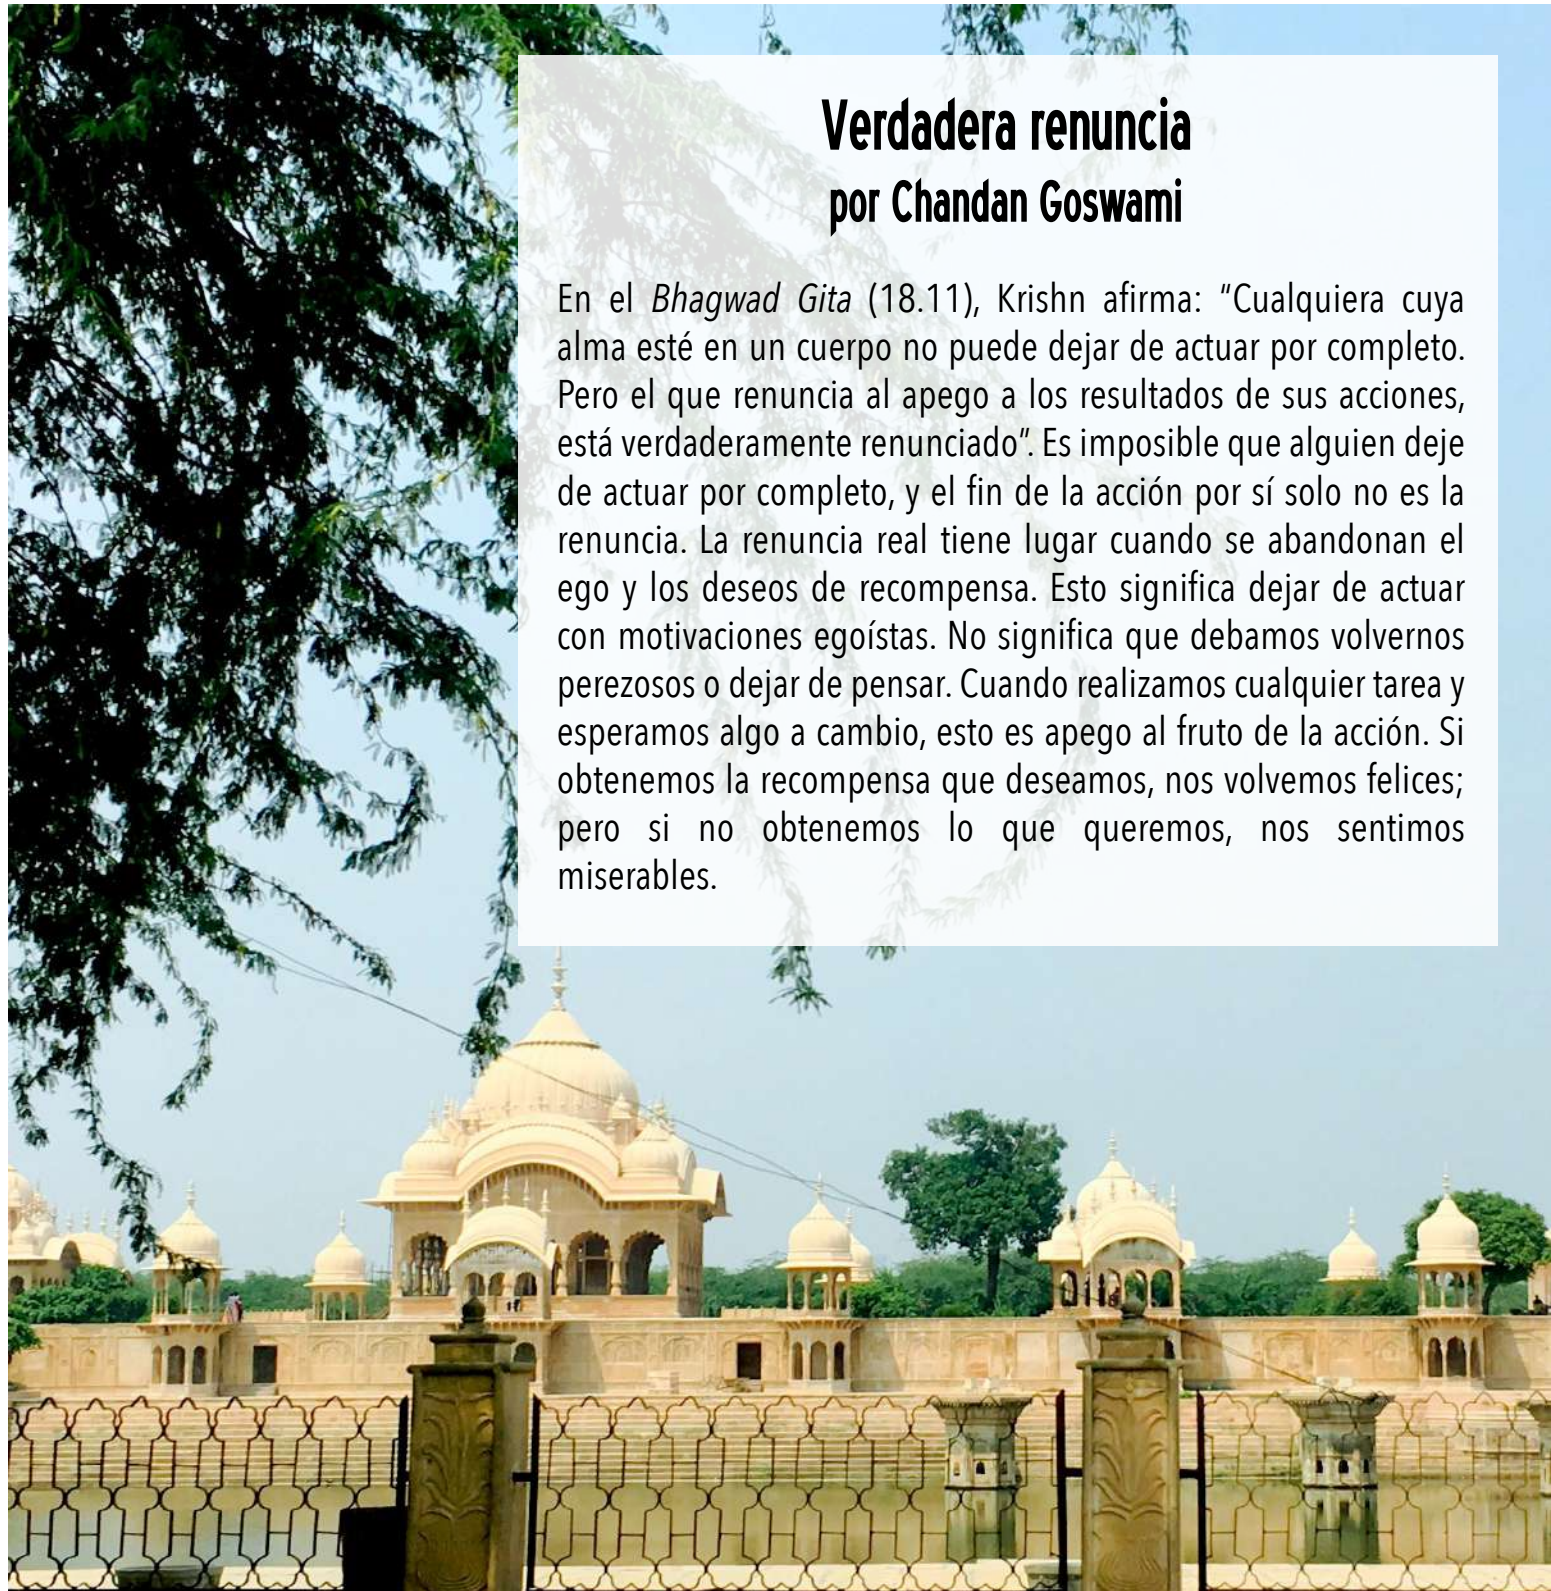 Verdadera renuncia
por Chandan Goswami
En el Bhagwad Gita (18.11), Krishn afirma: “Cualquiera cuya
alma esté en un cuerpo no puede dejar de actuar por completo.
Pero el que renuncia al apego a los resultados de sus acciones,
está verdaderamente renunciado”. Es imposible que alguien deje
de actuar por completo, y el fin de la acción por sí solo no es la
renuncia. La renuncia real tiene lugar cuando se abandonan el
ego y los deseos de recompensa. Esto significa dejar de actuar
con motivaciones egoístas. No significa que debamos volvernos
perezosos o dejar de pensar. Cuando realizamos cualquier tarea y
esperamos algo a cambio, esto es apego al fruto de la acción. Si
obtenemos la recompensa que deseamos, nos volvemos felices;
pero si no obtenemos lo que queremos, nos sentimos
miserables.